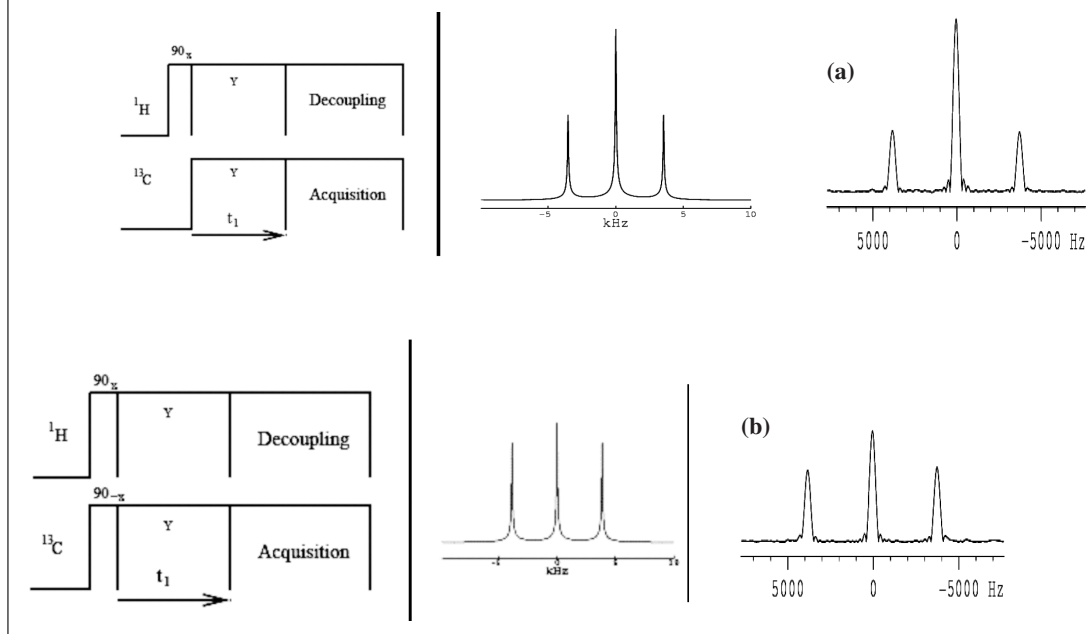 90x
¹H
Y
Decoupling
¹³C
Y
Acquisition
t₁
-5 0 5 10
kHz
(a)
5000 0 -5000 Hz
90x
¹H
Y
Decoupling
90-x
¹³C
Y
Acquisition
t₁
0
kHz
(b)
5000 0 -5000 Hz